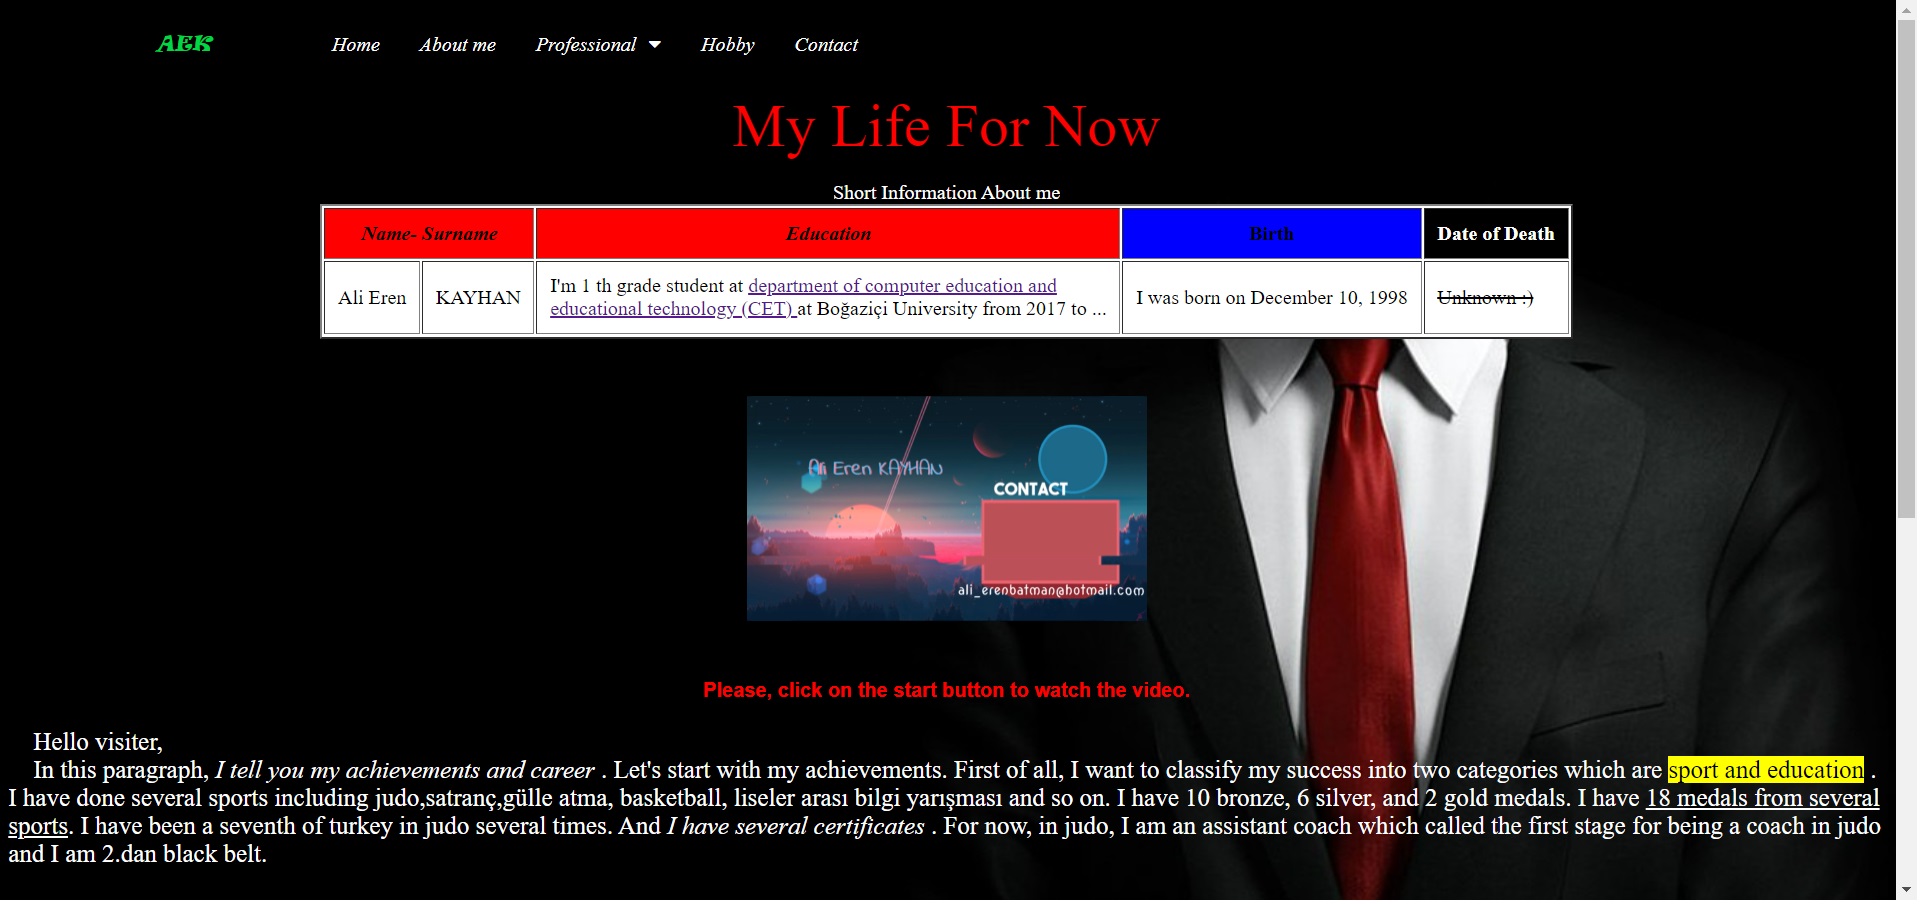 AEK
Home About me Professional Hobby Contact
My Life For Now
Short Information About me
Name- Surname Education Birth Date of Death
Ali Eren KAYHAN I'm 1 th grade student at department of computer education and
educational technology (CET) at Boğaziçi University from 2017 to ... I was born on December 10, 1998 Unknown :)
Ali Eren KAYHAN
CONTACT
ali_erenbatman@hotmail.com
Please, click on the start button to watch the video.
Hello visiter,
In this paragraph, I tell you my achievements and career . Let's start with my achievements. First of all, I want to classify my success into two categories which are sport and education .
I have done several sports including judo,satranç,gülle atma, basketball, liseler arası bilgi yarışması and so on. I have 10 bronze, 6 silver, and 2 gold medals. I have 18 medals from several
sports. I have been a seventh of turkey in judo several times. And I have several certificates . For now, in judo, I am an assistant coach which called the first stage for being a coach in judo
and I am 2.dan black belt.